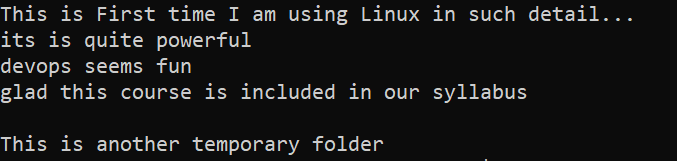 This is First time I am using Linux in such detail...
its is quite powerful
devops seems fun
glad this course is included in our syllabus
This is another temporary folder